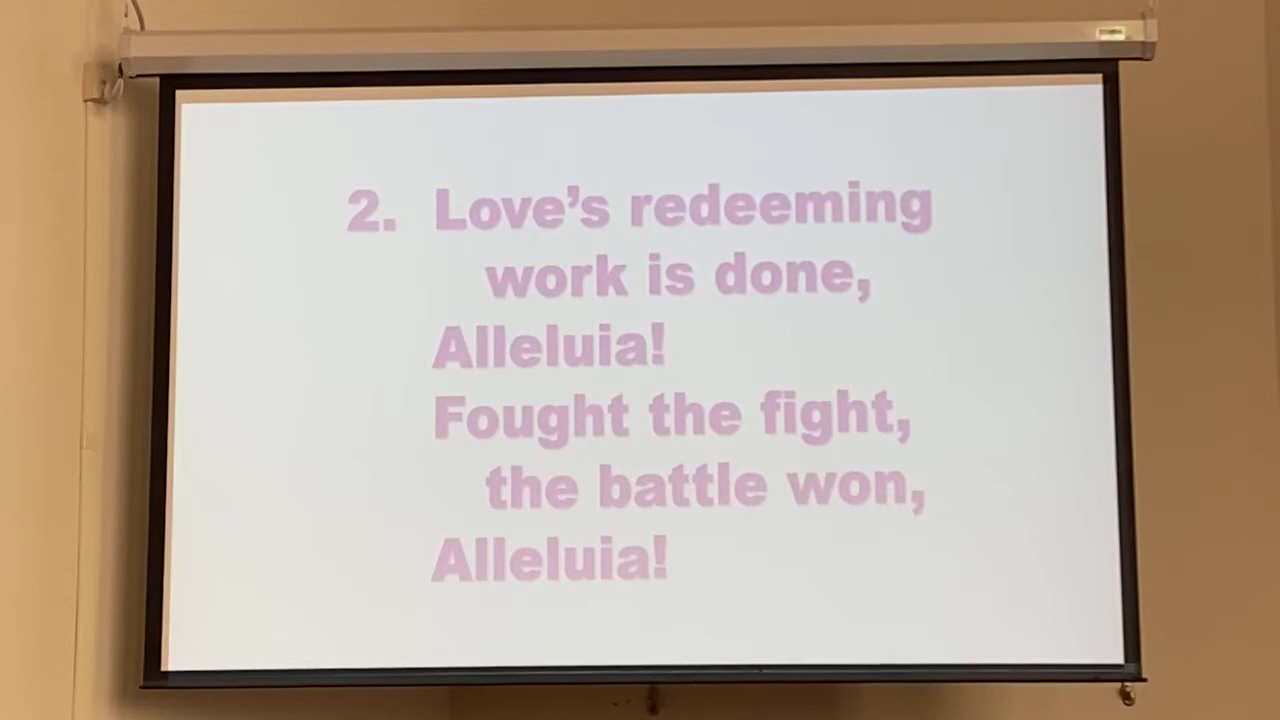 2. Love’s redeeming
work is done,
Alleluia!
Fought the fight,
the battle won,
Alleluia!